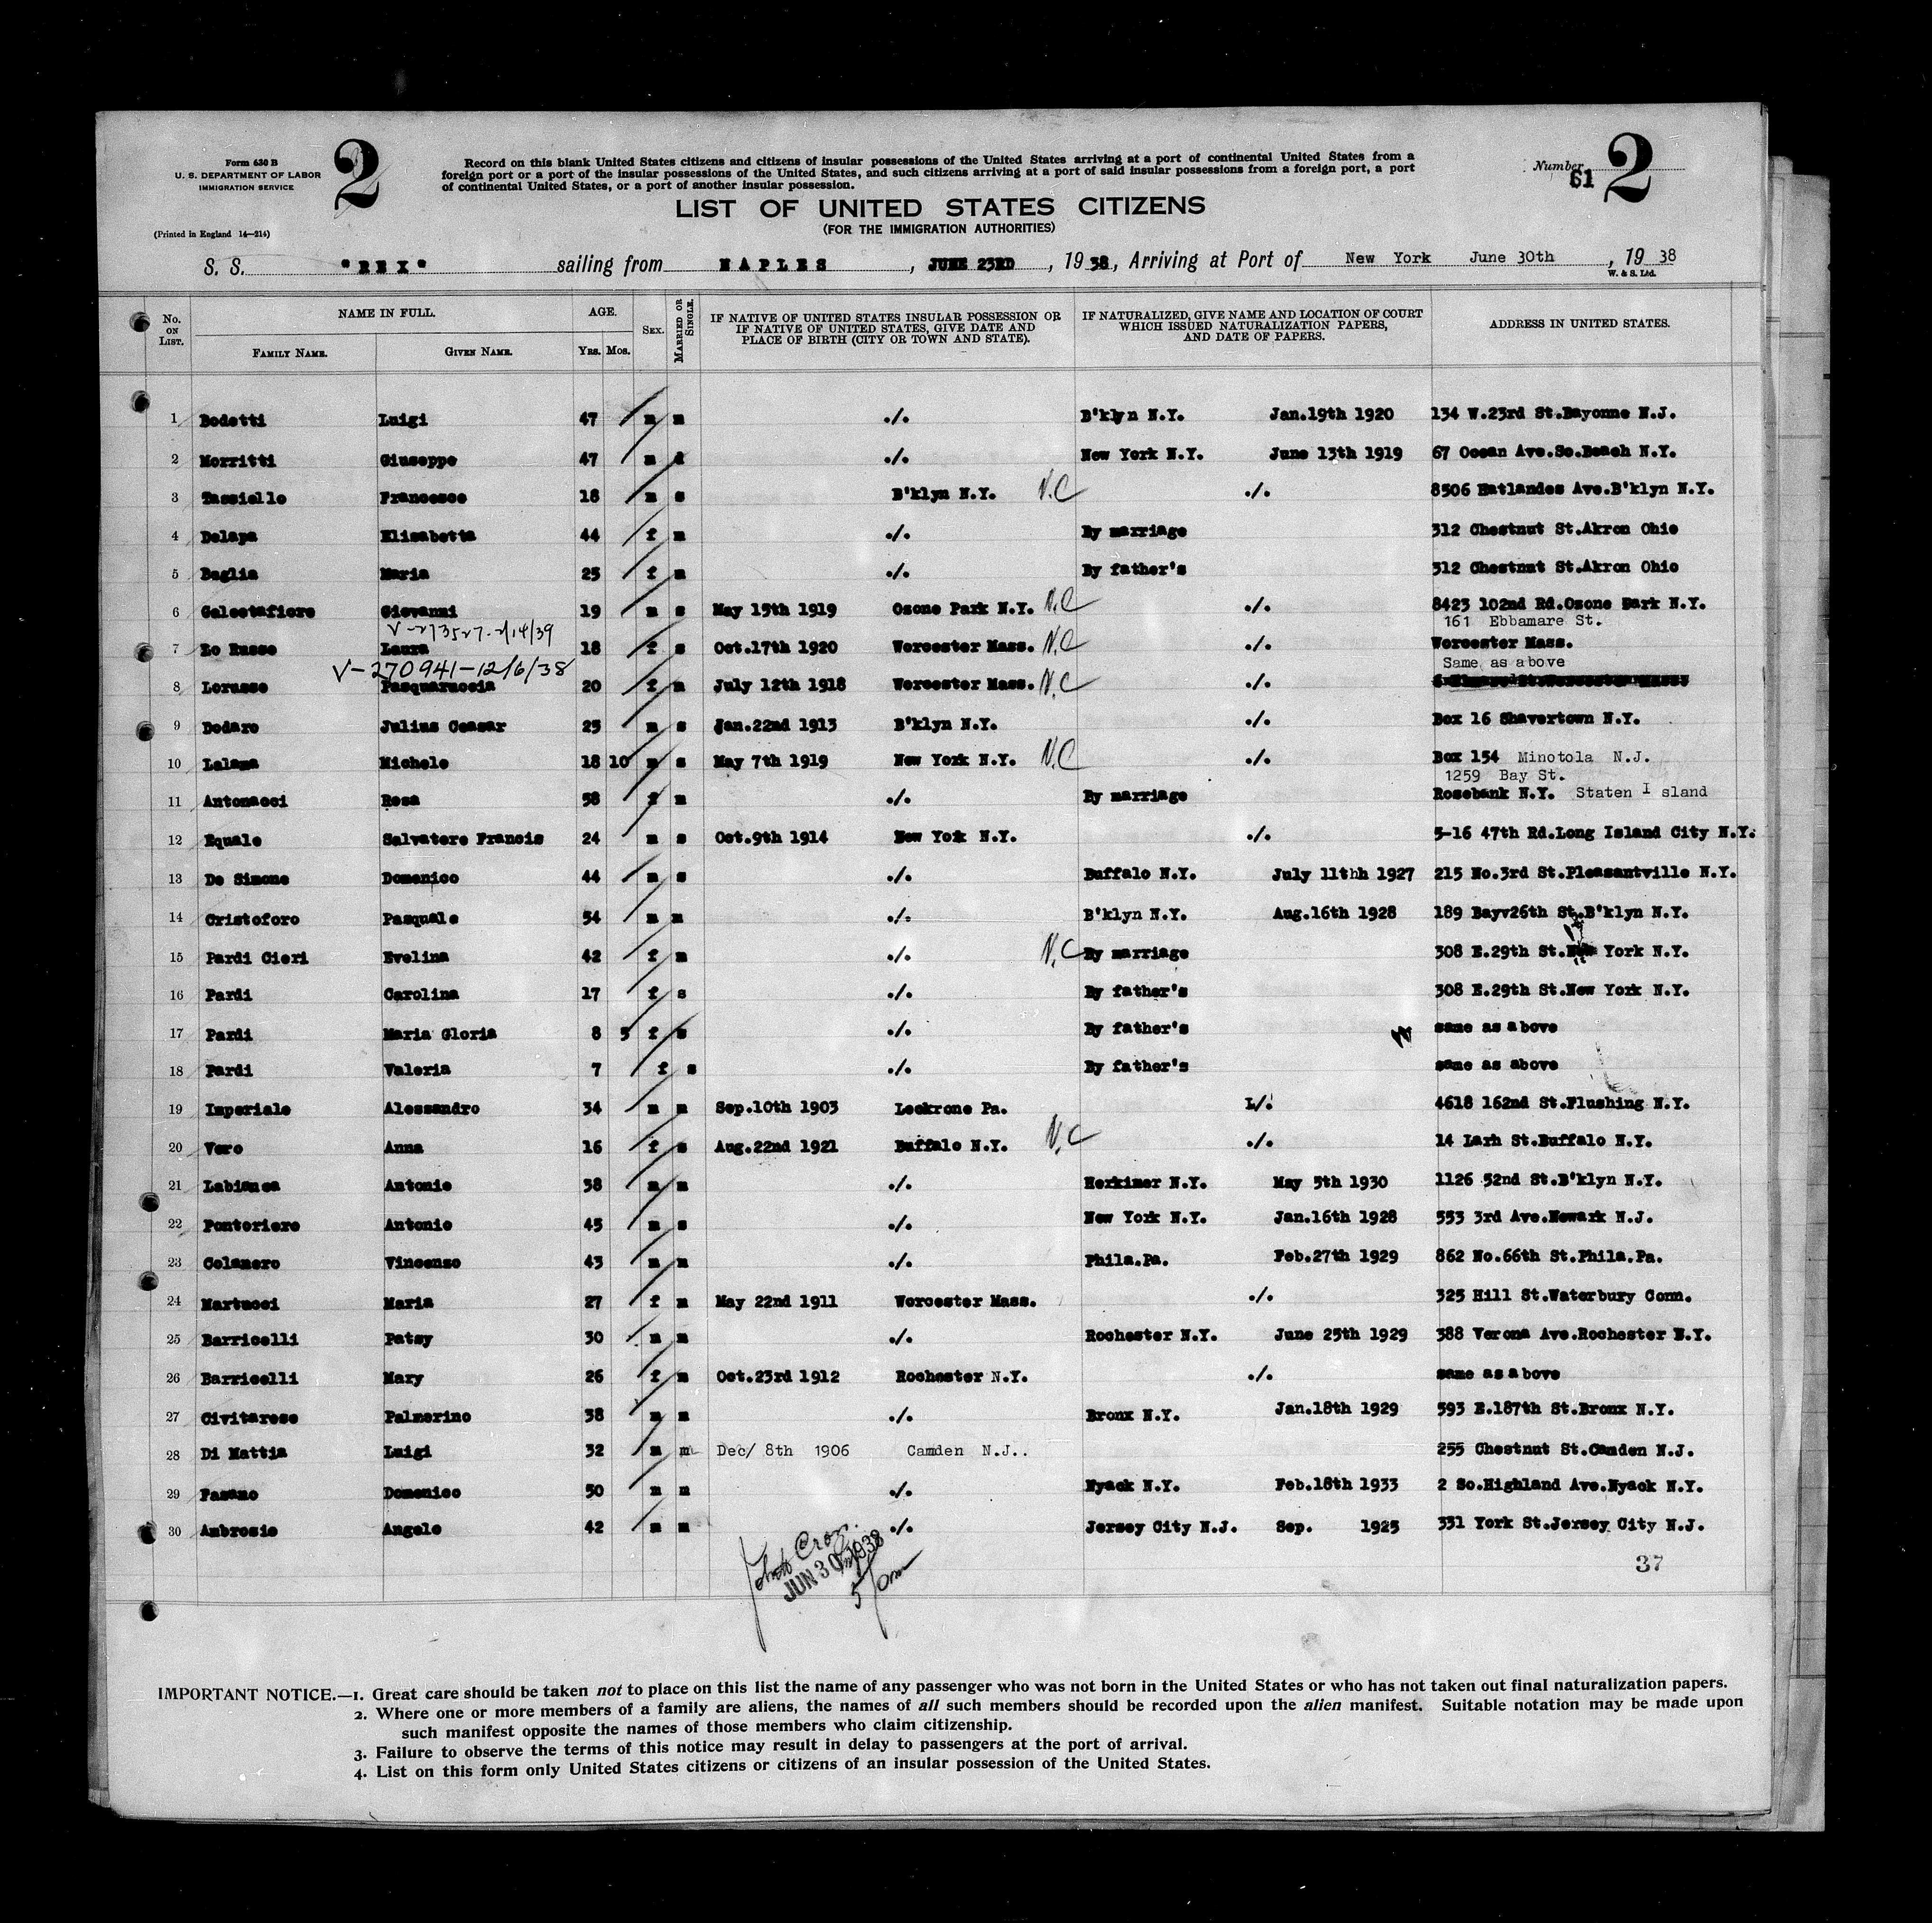 Form 630 B
U. S. DEPARTMENT OF LABOR
IMMIGRATION SERVICE
(Printed in England 14—214)
2
Record on this blank United States citizens and citizens of insular possessions of the United States arriving at a port of continental United States from a
foreign port or a port of the insular possessions of the United States, and such citizens arriving at a port of said insular possessions from a foreign port, a port
of continental United States, or a port of another insular possession.
Number 61 2
LIST OF UNITED STATES CITIZENS
(FOR THE IMMIGRATION AUTHORITIES)
S. S. "REX" sailing from NAPLES, JUNE 23RD, 1938, Arriving at Port of New York June 30th, 1938
W. & S. Ltd.
No. ON LIST. NAME IN FULL. FAMILY NAME. GIVEN NAME. AGE. YRS. MOS. SEX. MARRIED OR SINGLE. IF NATIVE OF UNITED STATES INSULAR POSSESSION OR IF NATIVE OF UNITED STATES, GIVE DATE AND PLACE OF BIRTH (CITY OR TOWN AND STATE). IF NATURALIZED, GIVE NAME AND LOCATION OF COURT WHICH ISSUED NATURALIZATION PAPERS, AND DATE OF PAPERS. ADDRESS IN UNITED STATES.
1 Bodetti Luigi 47 m m ./. B'klyn N.Y. Jan.19th 1920 134 W.23rd St.Bayonne N.J.
2 Morritti Giuseppe 47 m ./. New York N.Y. June 13th 1919 67 Ocean Ave.So.Beach N.Y.
3 Tassiello Francesco 18 m s B'klyn N.Y. N.C ./. 8506 Ave.B'klyn N.Y.
4 Delapa Elisabetta 44 f m ./. By marriage 312 Chestnut St.Akron Ohio
5 Baglia Maria 25 f m ./. By father's 312 Chestnut St.Akron Ohio
6 Calestafiore Giovanni 19 m s May 15th 1919 Ozone Park N.Y. N.C ./. 8423 102nd Rd.Ozone Park N.Y.
V-273527-2/14/39 161 Ebbamare St.
7 Lo Russo Laura 18 f s Oct.17th 1920 Worcester Mass. N.C ./. Worcester Mass.
V-270941-12/6/38 Same as above
8 Lorusso Pasquaruccia 20 f m July 12th 1918 Worcester Mass. N.C ./.
9 Dodaro Julius Ceasar 25 m s Jan.22nd 1913 B'klyn N.Y. ./. Box 16 Shavertown N.Y.
10 Lalama Michele 18 10 m s May 7th 1919 New York N.Y. N.C ./. Box 154 Minotola N.J.
1259 Bay St.
11 Antonacci Rosa 58 f m ./. By marriage Rosebank N.Y. Staten Island
12 Equale Salvatore Francis 24 m s Oct.9th 1914 New Yok N.Y. ./. 5-16 47th Rd.Long Island City N.Y.
13 De Simone Domenico 44 m s ./. Buffalo N.Y. July 11thh 1927 215 No.3rd St.Pleasantville N.Y.
14 Cristoforo Pasquale 54 m m ./. B'klyn N.Y. Aug.16th 1928 189 Bayv26th St.B'klyn N.Y.
15 Pardi Cieri Evelina 42 f m ./. N.C By marriage 308 E.29th St.New York N.Y.
16 Pardi Carolina 17 f s ./. By father's 308 E.29th St.New York N.Y.
17 Pardi Maria Gloria 8 5 f s ./. By father's same as above
18 Pardi Valeria 7 f s ./. By father's same as above
19 Imperiale Alessandro 34 m m Sep.10th 1903 Leckrone Pa. ./. 4618 162nd St.Flushing N.Y.
20 Vero Anna 16 f s Aug.22nd 1921 Buffalo N.Y. N.C ./. 14 Larh St.Buffalo N.Y.
21 Labianca Antonio 38 m m ./. Herkimer N.Y. May 5th 1930 1126 52nd St.B'klyn N.Y.
22 Ponteriero Antonio 45 m s ./. New York N.Y. Jan.16th 1928 553 3rd Ave.Newark N.J.
23 Colanero Vincenzo 43 m m ./. Phila.Pa. Feb.27th 1929 862 No.66th St.Phila.Pa.
24 Martucci Maria 27 f m May 22nd 1911 Worcester Mass. ./. 325 Hill St.Waterbury Conn.
25 Barricelli Patsy 30 m m ./. Rochester N.Y. June 25th 1929 388 Verona Ave.Rochester N.Y.
26 Barricelli Mary 26 f m Oct.23rd 1912 Rochester N.Y. ./. same as above
27 Civitarese Palmerino 38 m m ./. Bronx N.Y. Jan.18th 1929 593 E.187th St.Bronx N.Y.
28 Di Mattia Luigi 32 m m Dec/ 8th 1906 Camden N.J.. 255 Chestnut St.Camden N.J.
29 Fasano Domenico 50 m m ./. Nyack N.Y. Feb.18th 1933 2 So.Highland Ave.Nyack N.Y.
30 Ambrosio Angelo 42 m m ./. Jersey City N.J. Sep. 1925 331 York St.Jersey City N.J.
JUN 30 1938
37
IMPORTANT NOTICE.—1. Great care should be taken not to place on this list the name of any passenger who was not born in the United States or who has not taken out final naturalization papers.
2. Where one or more members of a family are aliens, the names of all such members should be recorded upon the alien manifest. Suitable notation may be made upon
such manifest opposite the names of those members who claim citizenship.
3. Failure to observe the terms of this notice may result in delay to passengers at the port of arrival.
4. List on this form only United States citizens or citizens of an insular possession of the United States.